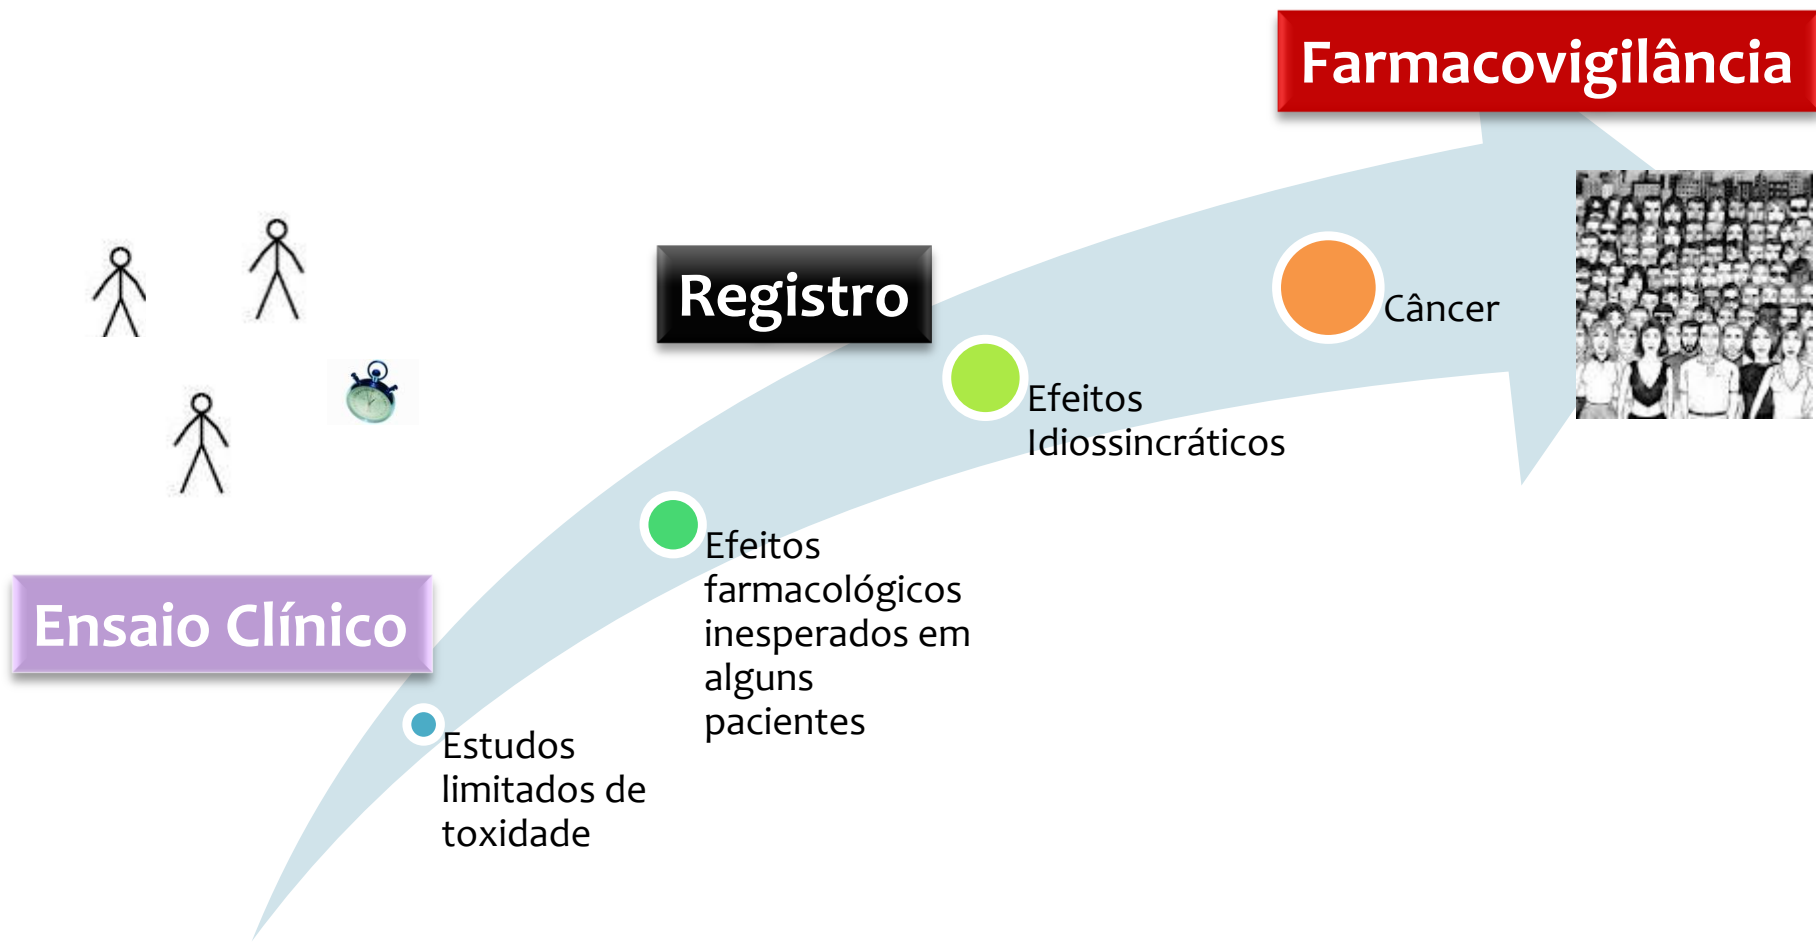 Farmacovigilância
Registro
Câncer
Efeitos
Idiossincráticos
Efeitos
farmacológicos
inesperados em
alguns
pacientes
Ensaio Clínico
Estudos
limitados de
toxidade